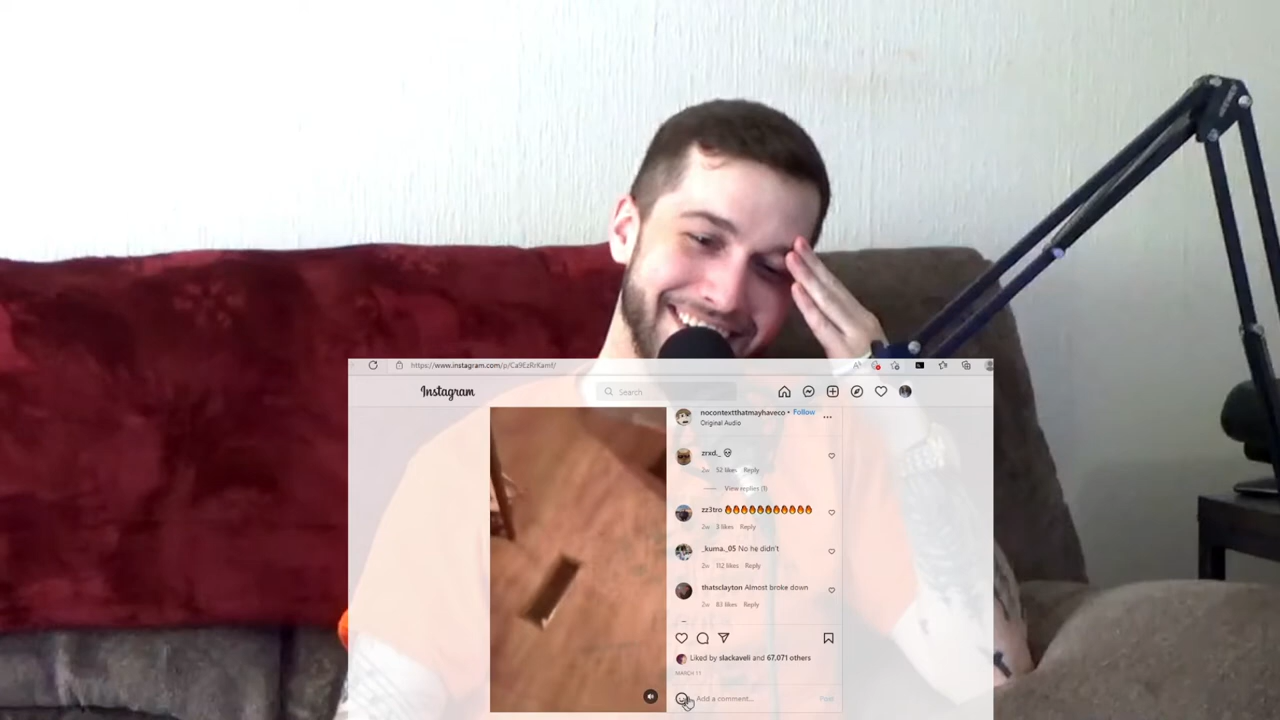 https://www.instagram.com/p/Ca9EzRrKamf/
Instagram
Search
nocontextthatmayhaveco • Follow
Original Audio
zrxd._ 💀
2w 52 likes Reply
View replies (1)
zz3tro 🔥🔥🔥🔥🔥🔥🔥🔥🔥🔥🔥
2w 3 likes Reply
_kuma._05 No he didn't
2w 112 likes Reply
thatsclayton Almost broke down
2w 83 likes Reply
Liked by slackaveli and 67,071 others
MARCH 11
Add a comment...
Post